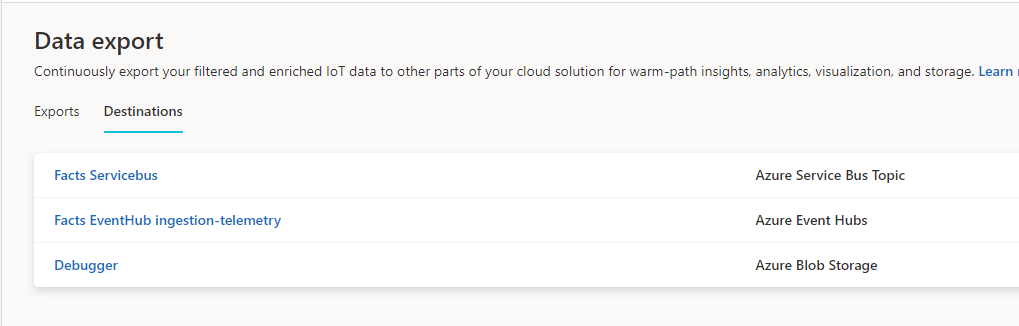 Data export
Continuously export your filtered and enriched IoT data to other parts of your cloud solution for warm-path insights, analytics, visualization, and storage. Learn
Exports Destinations
Facts Servicebus Azure Service Bus Topic
Facts EventHub ingestion-telemetry Azure Event Hubs
Debugger Azure Blob Storage